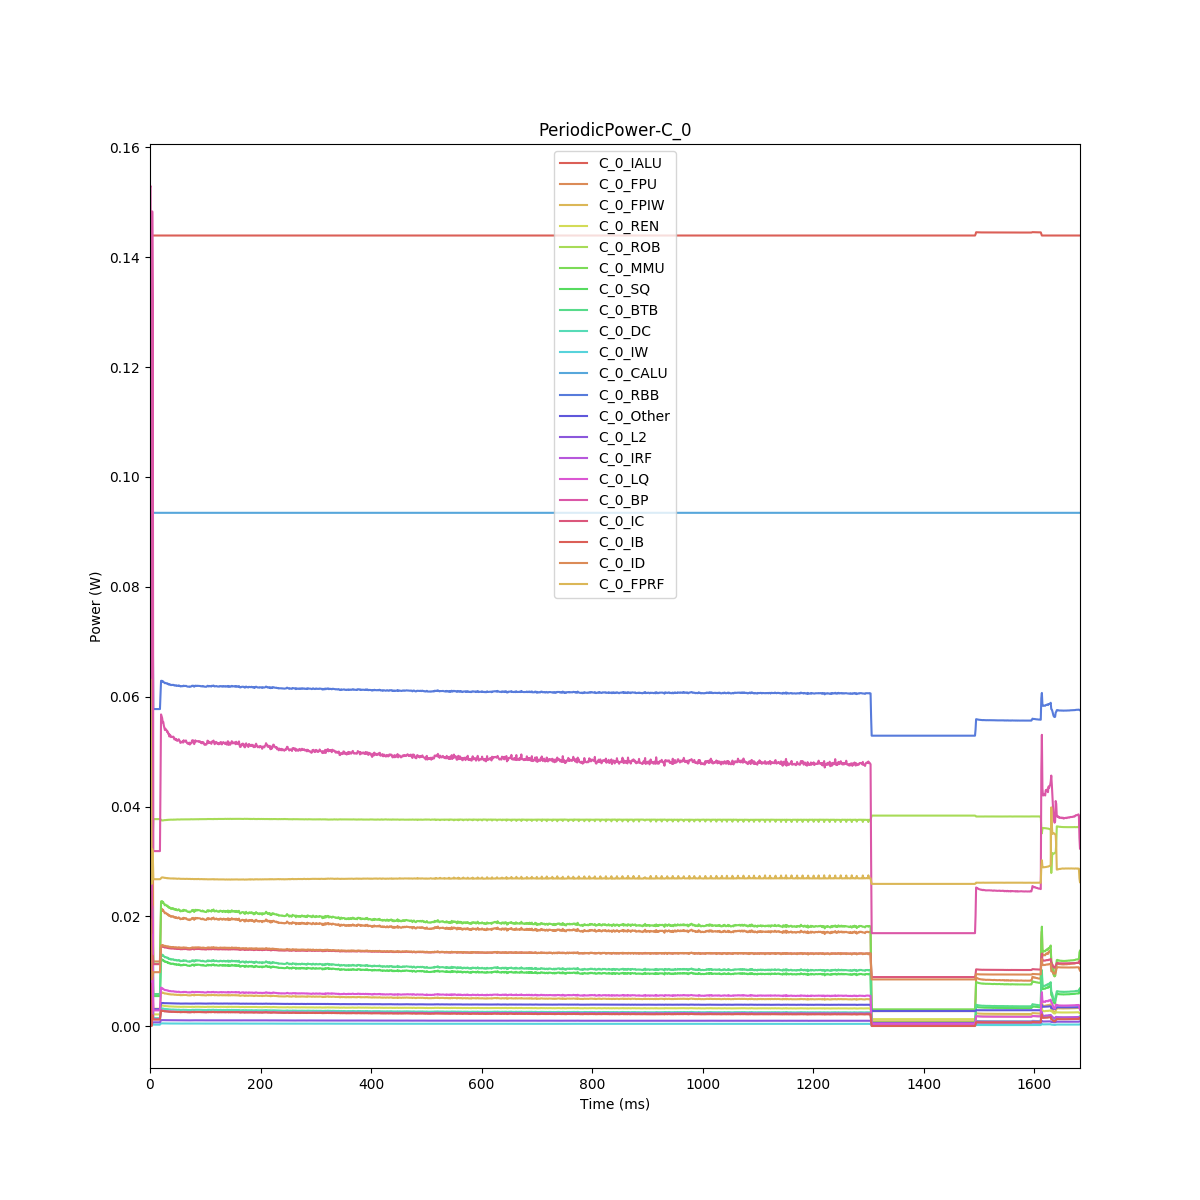 PeriodicPower-C_0
0.16
0.14
0.12
0.10
0.08
0.06
0.04
0.02
0.00
Power (W)
C_0_IALU
C_0_FPU
C_0_FPIW
C_0_REN
C_0_ROB
C_0_MMU
C_0_SQ
C_0_BTB
C_0_DC
C_0_IW
C_0_CALU
C_0_RBB
C_0_Other
C_0_L2
C_0_IRF
C_0_LQ
C_0_BP
C_0_IC
C_0_IB
C_0_ID
C_0_FPRF
0 200 400 600 800 1000 1200 1400 1600
Time (ms)